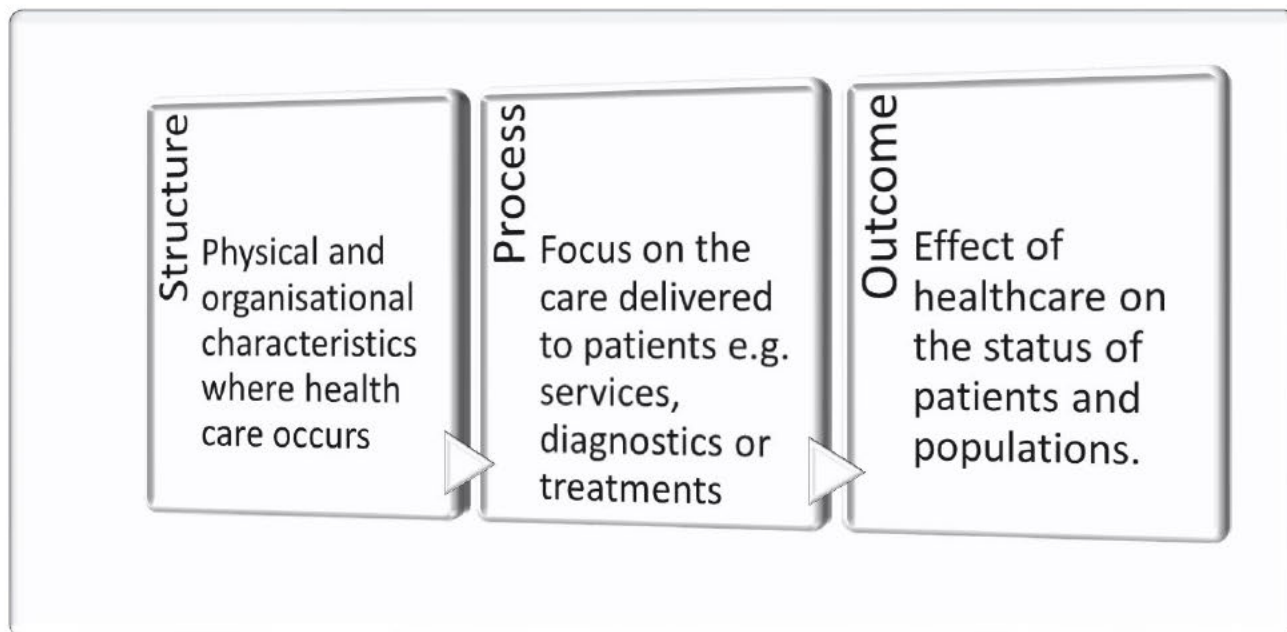 Structure
Physical and
organisational
characteristics
where health
care occurs
Process
Focus on the
care delivered
to patients e.g.
services,
diagnostics or
treatments
Outcome
Effect of
healthcare on
the status of
patients and
populations.